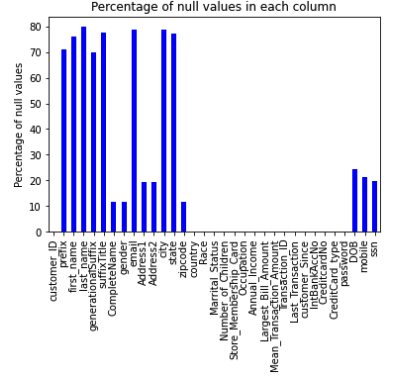 Percentage of null values in each column
Percentage of null values
80
70
60
50
40
30
20
10
0
customer_ID
prefix
first_name
last_name
generationalSuffix
suffixTitle
CompleteName
gender
email
Address1
Address2
city
state
zipcode
country
Race
Marrital_Status
Number_of_Children
Store_Membership_Card
Occupation
Annual_Income
Largest_Bill_Amount
Mean_Transaction_Amount
Transaction_ID
Last_Transaction
customer_Since
IntBankAccNo
CreditcardNo
CreditCard_type
password
DOB
mobile
ssn